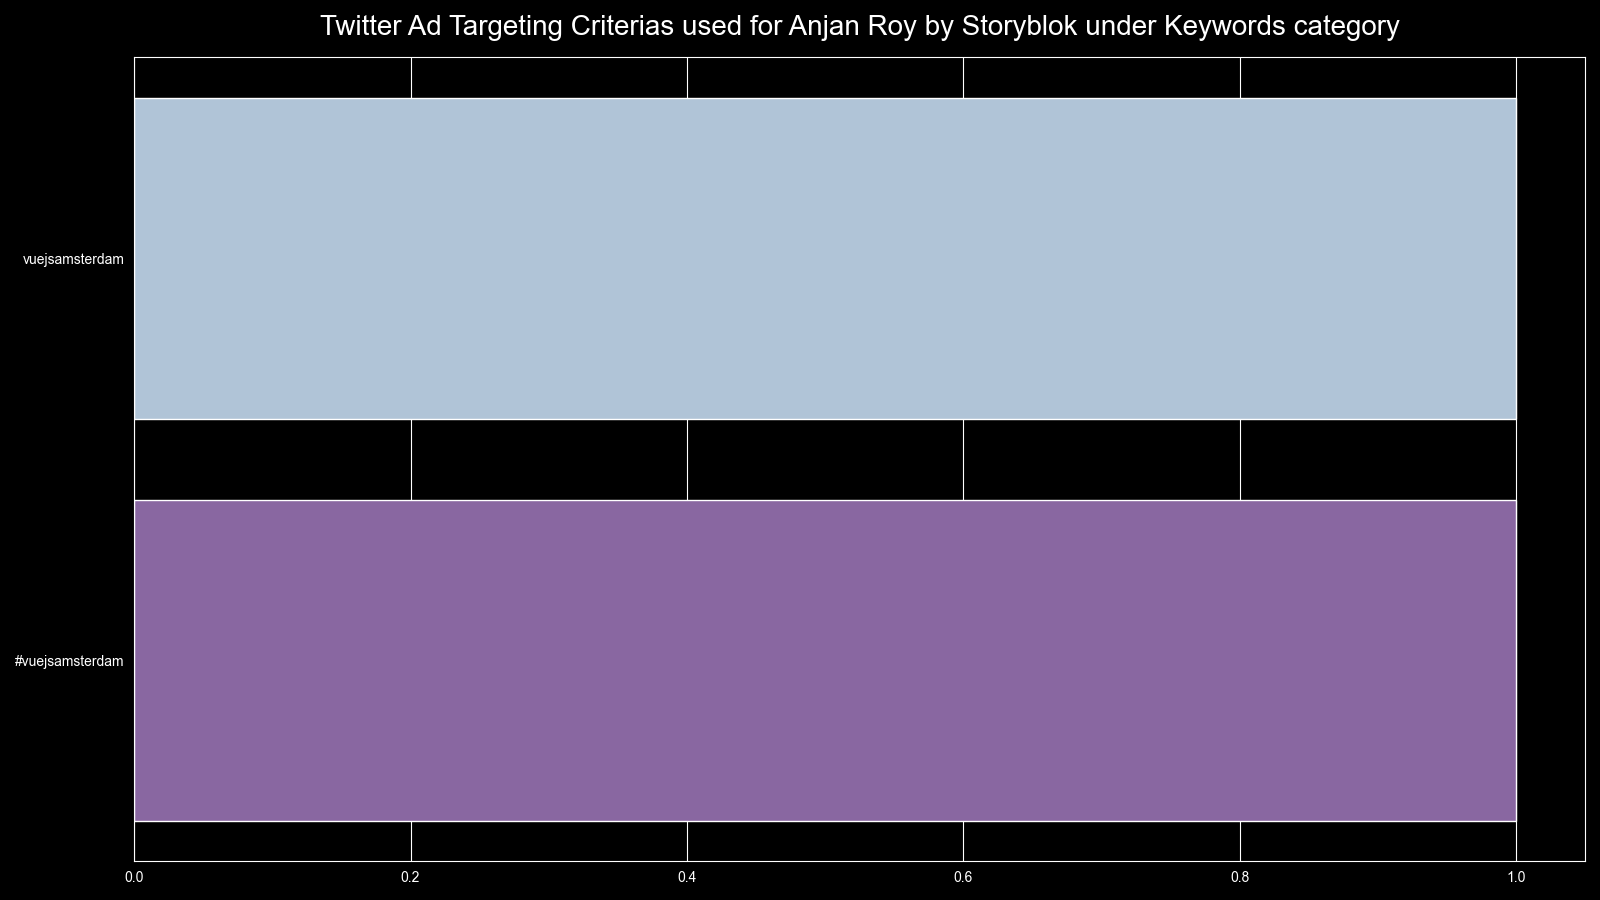 Twitter Ad Targeting Criterias used for Anjan Roy by Storyblok under Keywords category
vuejsamsterdam
#vuejsamsterdam
0.0 0.2 0.4 0.6 0.8 1.0